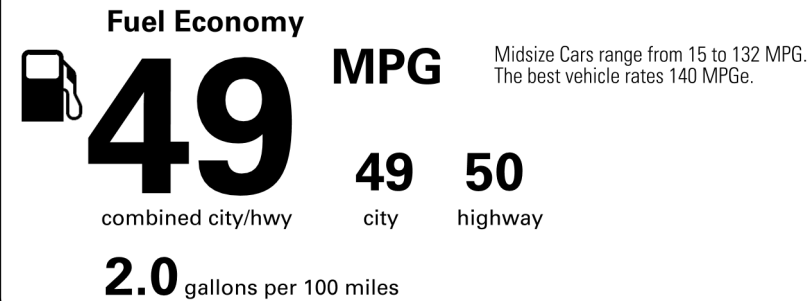 Fuel Economy
49 MPG
Midsize Cars range from 15 to 132 MPG.
The best vehicle rates 140 MPGe.
combined city/hwy
49 city
50 highway
2.0 gallons per 100 miles